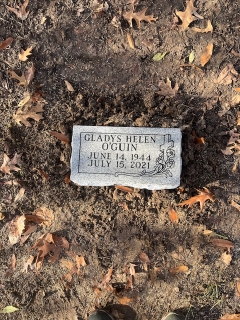 GLADYS HELEN
O'GUIN
JUNE 14, 1944
JULY 15, 2021